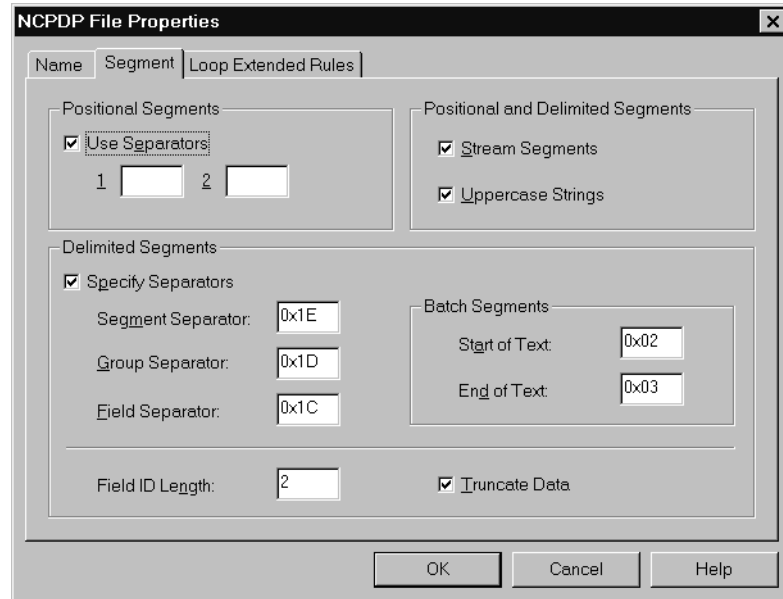 NCPDP File Properties
Name Segment Loop Extended Rules
Positional Segments
Use Separators
1 2
Positional and Delimited Segments
Stream Segments
Uppercase Strings
Delimited Segments
Specify Separators
Segment Separator: 0x1E
Group Separator: 0x1D
Field Separator: 0x1C
Batch Segments
Start of Text: 0x02
End of Text: 0x03
Field ID Length: 2
Truncate Data
OK Cancel Help